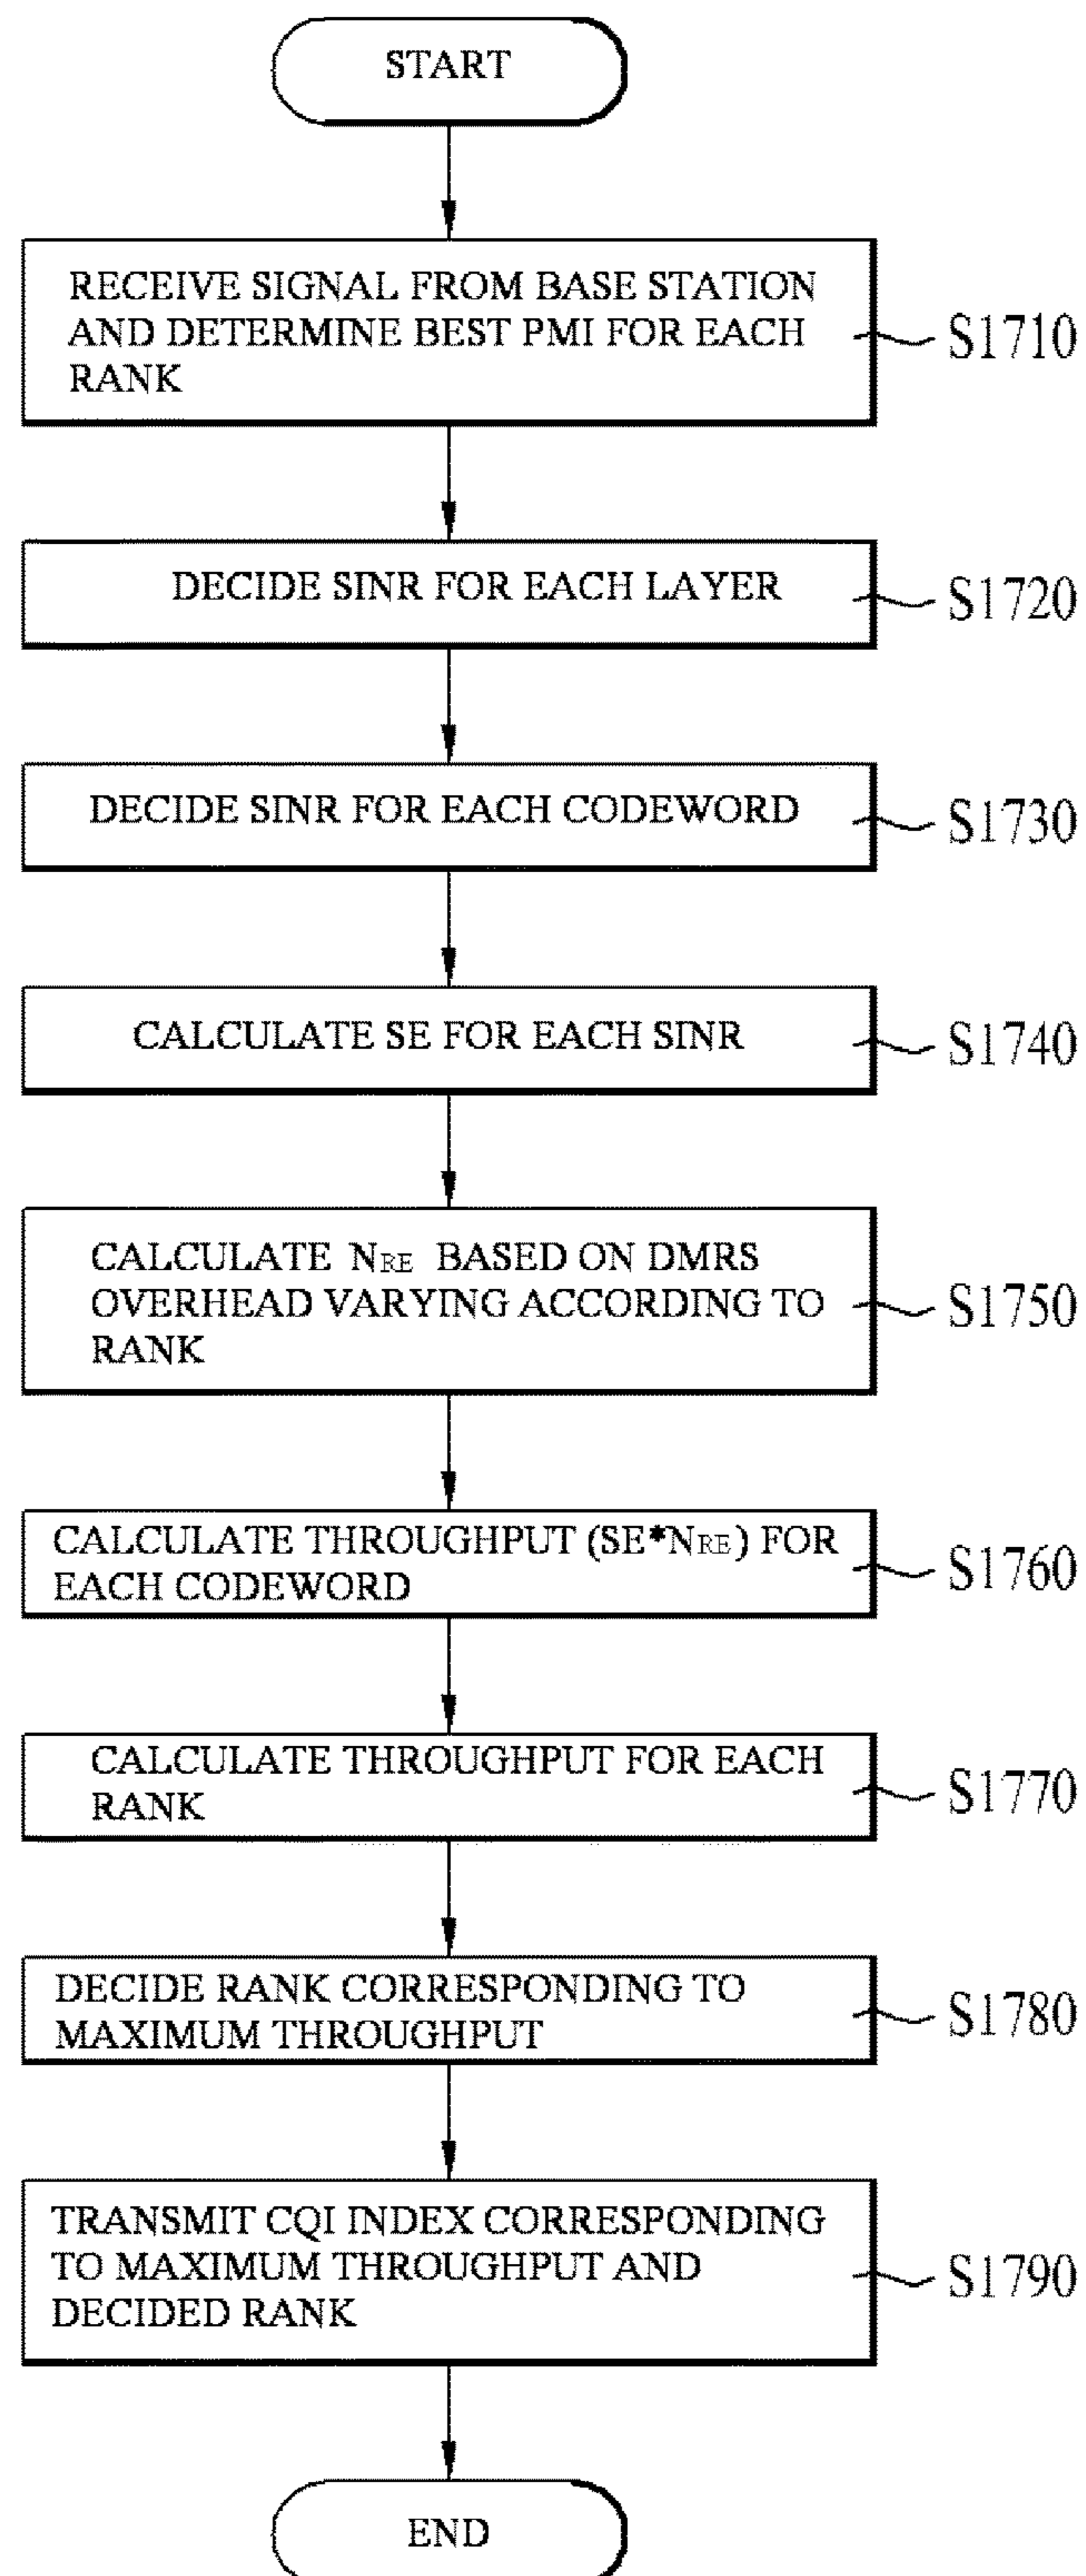 START
RECEIVE SIGNAL FROM BASE STATION
AND DETERMINE BEST PMI FOR EACH
RANK
S1710
DECIDE SINR FOR EACH LAYER
S1720
DECIDE SINR FOR EACH CODEWORD
S1730
CALCULATE SE FOR EACH SINR
S1740
CALCULATE NRE BASED ON DMRS
OVERHEAD VARYING ACCORDING TO
RANK
S1750
CALCULATE THROUGHPUT (SE*NRE) FOR
EACH CODEWORD
S1760
CALCULATE THROUGHPUT FOR EACH
RANK
S1770
DECIDE RANK CORRESPONDING TO
MAXIMUM THROUGHPUT
S1780
TRANSMIT CQI INDEX CORRESPONDING
TO MAXIMUM THROUGHPUT AND
DECIDED RANK
S1790
END